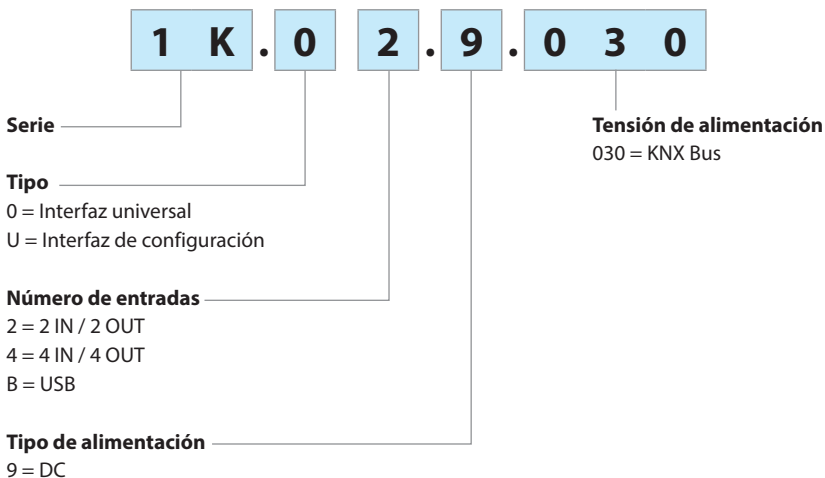 1 K . 0 2 . 9 . 0 3 0
Serie
Tensión de alimentación
030 = KNX Bus
Tipo
0 = Interfaz universal
U = Interfaz de configuración
Número de entradas
2 = 2 IN / 2 OUT
4 = 4 IN / 4 OUT
B = USB
Tipo de alimentación
9 = DC